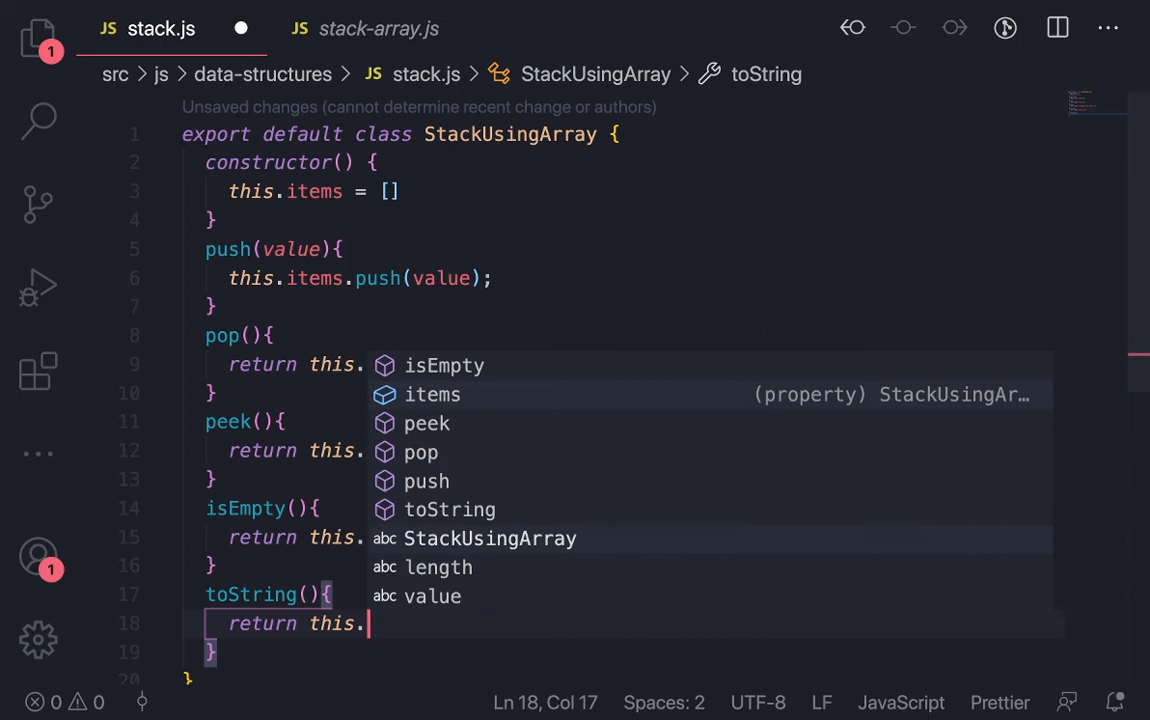 JS stack.js
JS stack-array.js
1
src > js > data-structures > JS stack.js > StackUsingArray > toString
Unsaved changes (cannot determine recent change or authors)
1 export default class StackUsingArray {
2 constructor() {
3 this.items = []
4 }
5 push(value){
6 this.items.push(value);
7 }
8 pop(){
9 return this.
isEmpty
10 }
items (property) StackUsingAr…
11 peek(){
peek
12 return this.
pop
13 }
push
14 isEmpty(){
toString
15 return this.
abc StackUsingArray
16 }
abc length
17 toString(){
abc value
18 return this.
19 }
20 }
1
0 0
Ln 18, Col 17 Spaces: 2 UTF-8 LF JavaScript Prettier